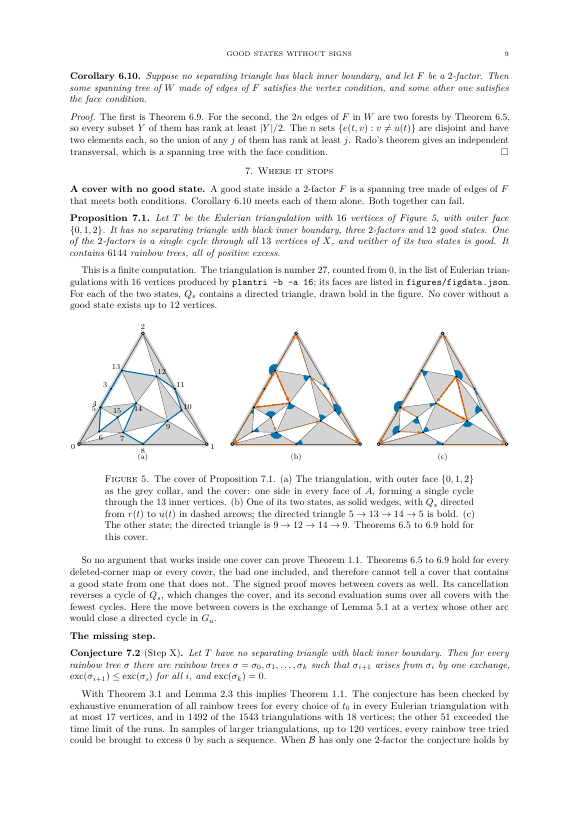 GOOD STATES WITHOUT SIGNS
9
Corollary 6.10. Suppose no separating triangle has black inner boundary, and let F be a 2-factor. Then
some spanning tree of W made of edges of F satisfies the vertex condition, and some other one satisfies
the face condition.
Proof. The first is Theorem 6.9. For the second, the 2n edges of F in W are two forests by Theorem 6.5,
so every subset Y of them has rank at least |Y|/2. The n sets {e(t, v) : v ≠ u(t)} are disjoint and have
two elements each, so the union of any j of them has rank at least j. Rado's theorem gives an independent
transversal, which is a spanning tree with the face condition. □
7. Where it stops
A cover with no good state. A good state inside a 2-factor F is a spanning tree made of edges of F
that meets both conditions. Corollary 6.10 meets each of them alone. Both together can fail.
Proposition 7.1. Let T be the Eulerian triangulation with 16 vertices of Figure 5, with outer face
{0, 1, 2}. It has no separating triangle with black inner boundary, three 2-factors and 12 good states. One
of the 2-factors is a single cycle through all 13 vertices of X, and neither of its two states is good. It
contains 6144 rainbow trees, all of positive excess.
This is a finite computation. The triangulation is number 27, counted from 0, in the list of Eulerian trian-
gulations with 16 vertices produced by plantri -b -a 16; its faces are listed in figures/figdata.json.
For each of the two states, Qs contains a directed triangle, drawn bold in the figure. No cover without a
good state exists up to 12 vertices.
2
13
12
3
11
4
5
15
14
10
9
6
7
0
8
1
(a)
(b)
(c)
Figure 5. The cover of Proposition 7.1. (a) The triangulation, with outer face {0, 1, 2}
as the grey collar, and the cover: one side in every face of A, forming a single cycle
through the 13 inner vertices. (b) One of its two states, as solid wedges, with Qs directed
from r(t) to u(t) in dashed arrows; the directed triangle 5 → 13 → 14 → 5 is bold. (c)
The other state; the directed triangle is 9 → 12 → 14 → 9. Theorems 6.5 to 6.9 hold for
this cover.
So no argument that works inside one cover can prove Theorem 1.1. Theorems 6.5 to 6.9 hold for every
deleted-corner map or every cover, the bad one included, and therefore cannot tell a cover that contains
a good state from one that does not. The signed proof moves between covers as well. Its cancellation
reverses a cycle of Qs, which changes the cover, and its second evaluation sums over all covers with the
fewest cycles. Here the move between covers is the exchange of Lemma 5.1 at a vertex whose other arc
would close a directed cycle in Gu.
The missing step.
Conjecture 7.2 (Step X). Let T have no separating triangle with black inner boundary. Then for every
rainbow tree σ there are rainbow trees σ = σ0, σ1, . . . , σk such that σi+1 arises from σi by one exchange,
exc(σi+1) ≤ exc(σi) for all i, and exc(σk) = 0.
With Theorem 3.1 and Lemma 2.3 this implies Theorem 1.1. The conjecture has been checked by
exhaustive enumeration of all rainbow trees for every choice of t0 in every Eulerian triangulation with
at most 17 vertices, and in 1492 of the 1543 triangulations with 18 vertices; the other 51 exceeded the
time limit of the runs. In samples of larger triangulations, up to 120 vertices, every rainbow tree tried
could be brought to excess 0 by such a sequence. When B has only one 2-factor the conjecture holds by